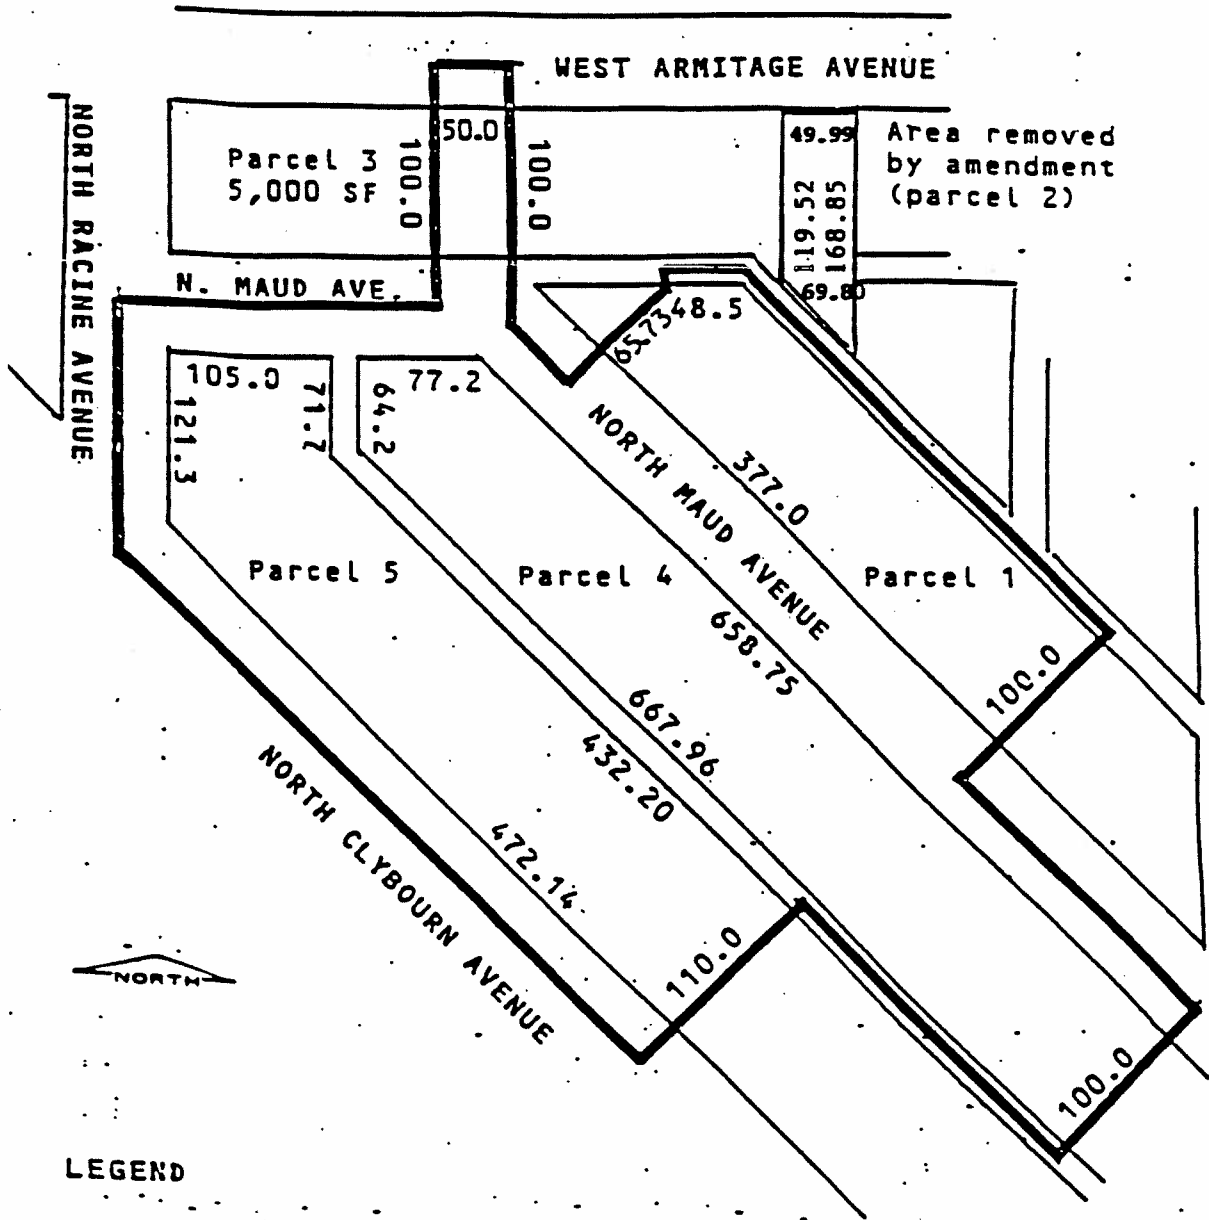 WEST ARMITAGE AVENUE
NORTH RACINE AVENUE
50.0
49.99
Area removed
by amendment
(parcel 2)
Parcel 3
5,000 SF
100.0
100.0
119.52
168.85
69.80
N. MAUD AVE.
48.5
65.73
105.0
71.7
64.2
77.2
121.3
NORTH MAUD AVENUE
377.0
Parcel 5
Parcel 4
Parcel 1
658.75
100.0
667.96
432.20
NORTH CLYBOURN AVENUE
472.14
110.0
NORTH
100.0
LEGEND